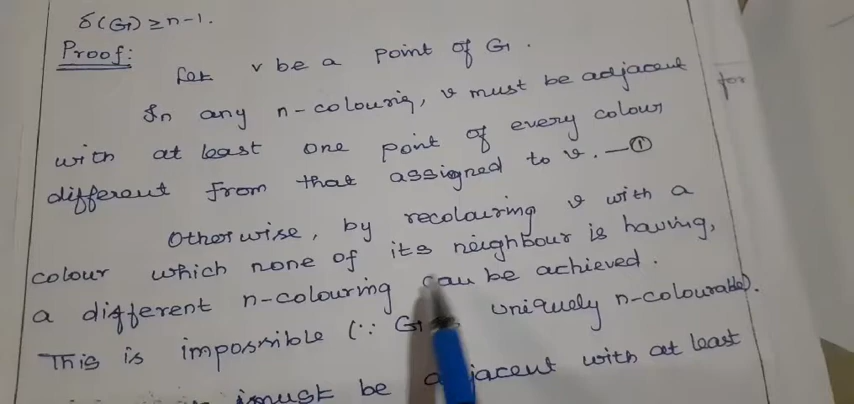 δ(G) ≥ n-1.
Proof:
Let v be a point of G.
In any n-colourig, v must be adjacent
with at least one point of every colour
different from that assigned to v. —①
for
Otherwise, by recolouring v with a
colour which none of its neighbour is having,
a different n-colouring can be achieved.
This is impossible (∵ G uniquely n-colourable).
must be adjacent with at least